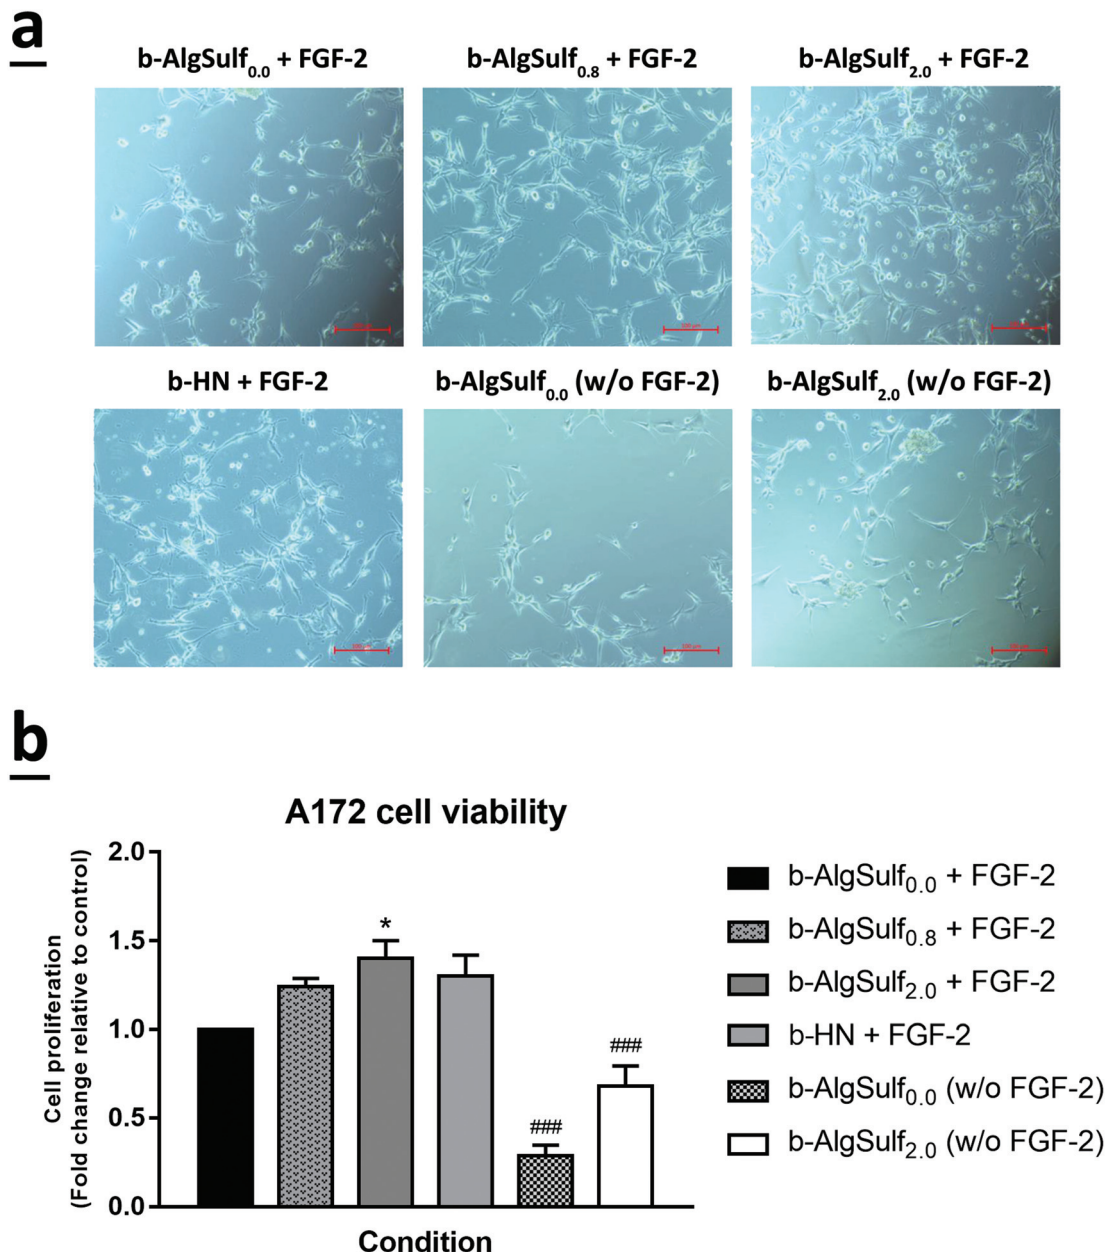 a
b-AlgSulf0.0 + FGF-2
b-AlgSulf0.8 + FGF-2
b-AlgSulf2.0 + FGF-2
b-HN + FGF-2
b-AlgSulf0.0 (w/o FGF-2)
b-AlgSulf2.0 (w/o FGF-2)
b
A172 cell viability
Cell proliferation
(Fold change relative to control)
2.0
1.5
1.0
0.5
0.0
*
###
###
Condition
b-AlgSulf0.0 + FGF-2
b-AlgSulf0.8 + FGF-2
b-AlgSulf2.0 + FGF-2
b-HN + FGF-2
b-AlgSulf0.0 (w/o FGF-2)
b-AlgSulf2.0 (w/o FGF-2)